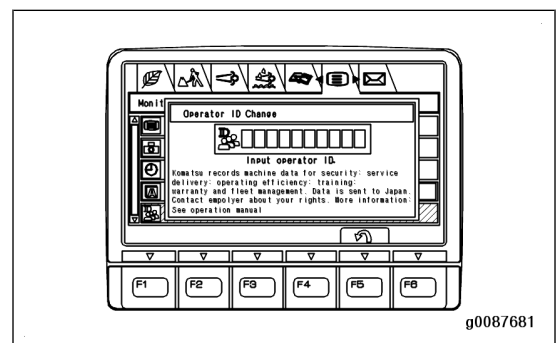 Monit
Operator ID Change
ID
Input operator ID.
Komatsu records machine data for security: service
delivery: operating efficiency: training:
warranty and fleet management. Data is sent to Japan.
Contact empolyer about your rights. More information:
See operation manual
ID
F1 F2 F3 F4 F5 F6
g0087681